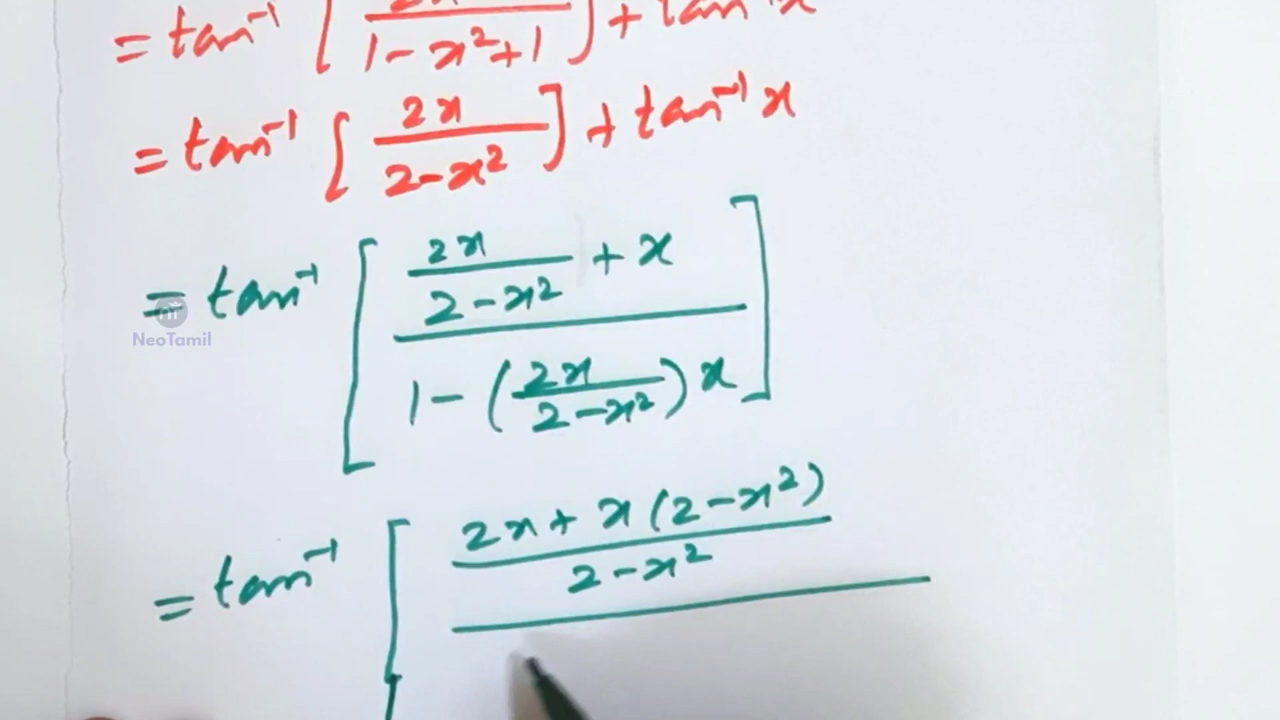 = tan⁻¹ [ 2x / (1-x²+1) ] + tan⁻¹ x
= tan⁻¹ [ 2x / (2-x²) ] + tan⁻¹ x
= tan⁻¹ [ ( 2x / (2-x²) + x ) / ( 1-(2x / (2-x²)) x ) ]
NeoTamil
= tan⁻¹ [ ( 2x + x(2-x²) ) / (2-x²)